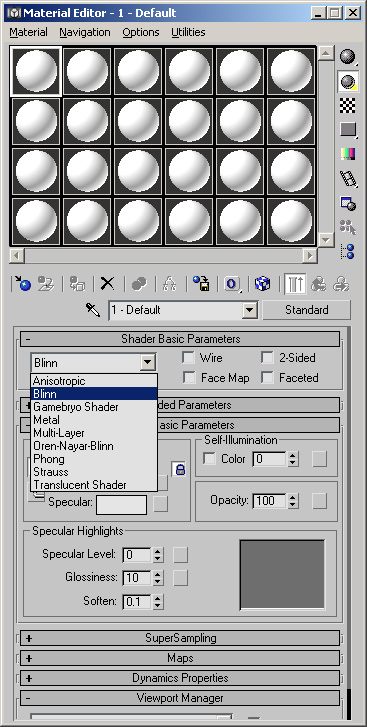 Material Editor - 1 - Default
Material Navigation Options Utilities
1 - Default Standard
- Shader Basic Parameters
Blinn
Wire 2-Sided
Face Map Faceted
Anisotropic
Blinn
Gamebryo Shader
Metal
Multi-Layer
Oren-Nayar-Blinn
Phong
Strauss
Translucent Shader
ded Parameters
asic Parameters
Self-Illumination
Color 0
Specular:
Opacity: 100
Specular Highlights
Specular Level: 0
Glossiness: 10
Soften: 0.1
+ SuperSampling
+ Maps
+ Dynamics Properties
- Viewport Manager